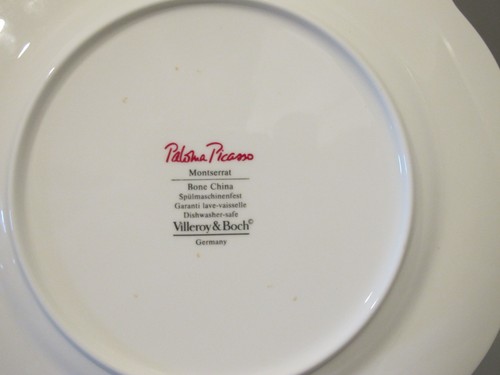 Paloma Picasso
Montserrat
Bone China
Spülmaschinenfest
Garanti lave-vaisselle
Dishwasher-safe
Villeroy & Boch©
Germany